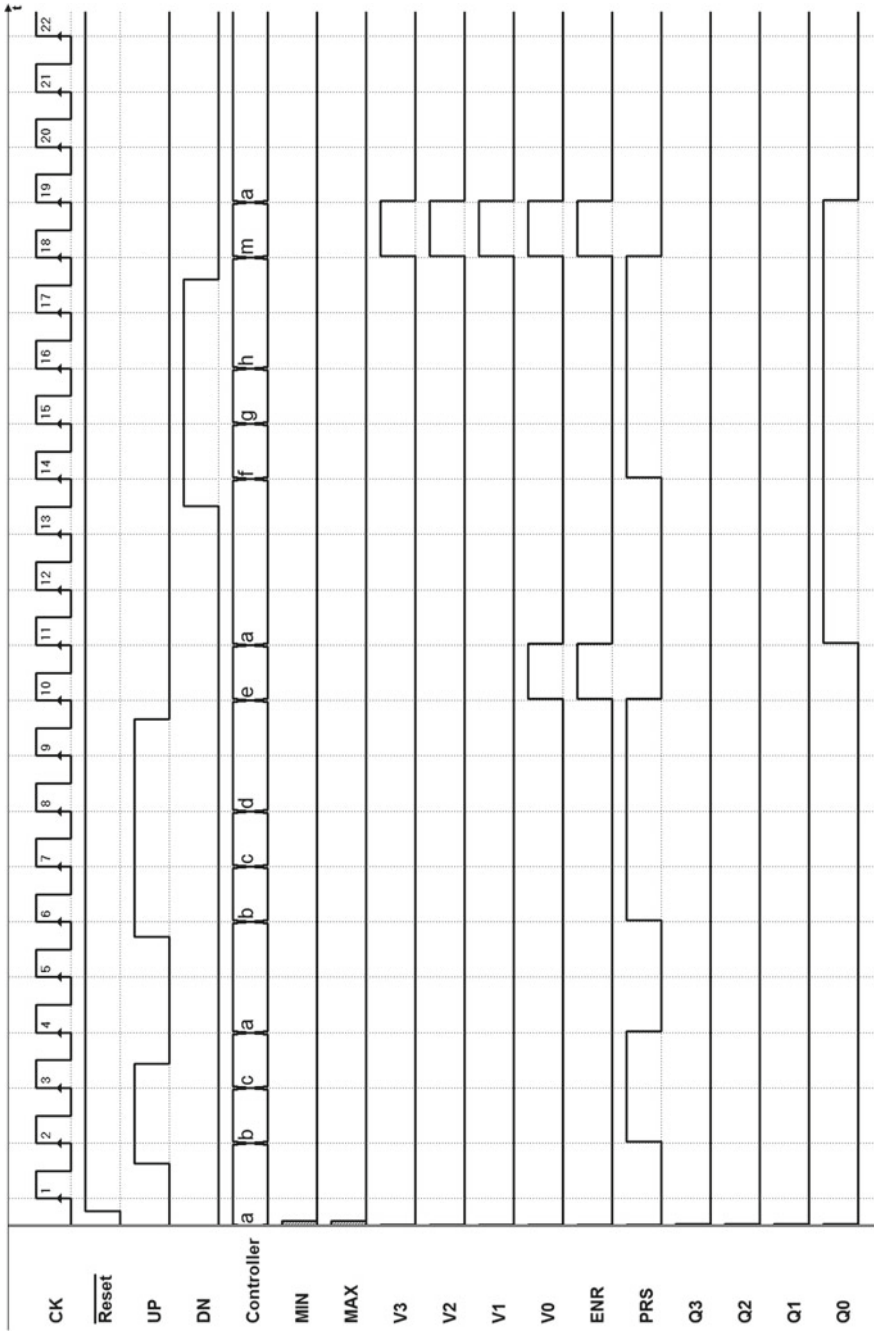 t
CK 1 2 3 4 5 6 7 8 9 10 11 12 13 14 15 16 17 18 19 20 21 22
Reset
UP
DN
Controller a b c a b c d e a f g h m a
MIN
MAX
V3
V2
V1
V0
ENR
PRS
Q3
Q2
Q1
Q0